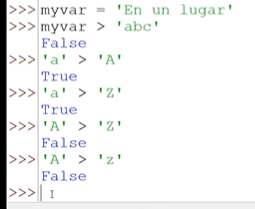 >>> myvar = 'En un lugar'
>>> myvar > 'abc'
False
>>> 'a' > 'A'
True
>>> 'a' > 'Z'
True
>>> 'A' > 'Z'
False
>>> 'A' > 'z'
False
>>>